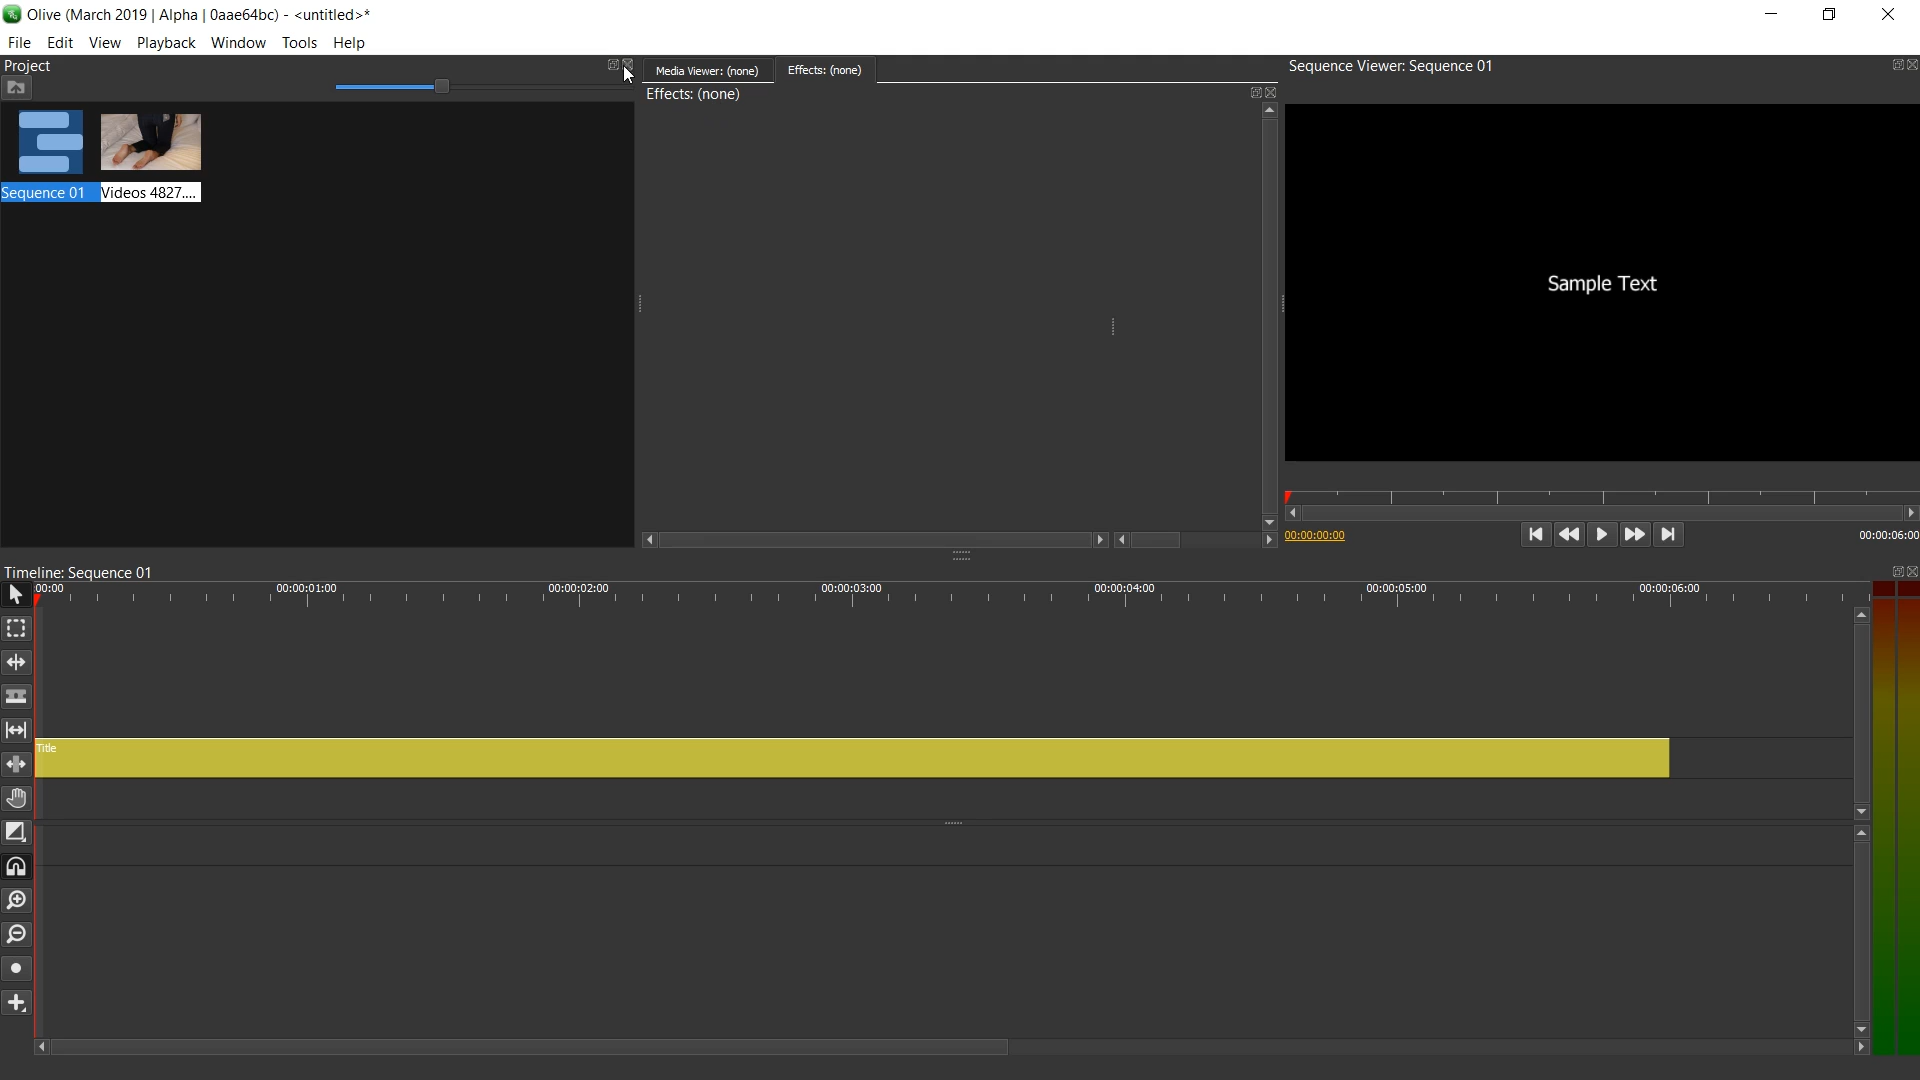 Olive (March 2019 | Alpha | 0aae64bc) - <untitled>*
File Edit View Playback Window Tools Help
Project
Sequence 01
Videos 4827....
Media Viewer: (none)
Effects: (none)
Effects: (none)
Sequence Viewer: Sequence 01
Sample Text
00:00:00:00
00:00:06:00
Timeline: Sequence 01
00:00
00:00:01:00
00:00:02:00
00:00:03:00
00:00:04:00
00:00:05:00
00:00:06:00
Title